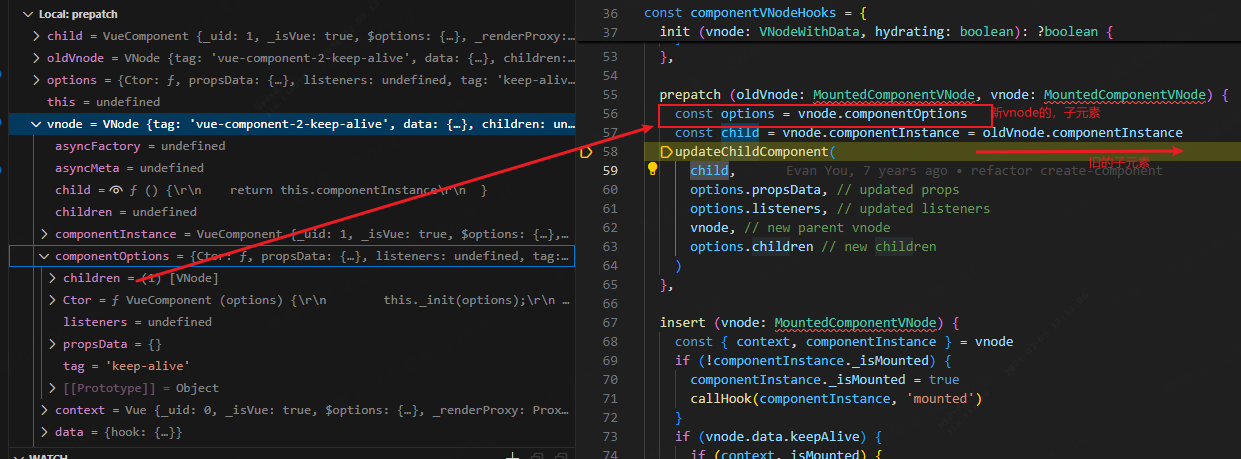 Local: prepatch
child = VueComponent {_uid: 1, _isVue: true, $options: {…}, _renderProxy:…
oldVnode = VNode {tag: 'vue-component-2-keep-alive', data: {…}, children:…
options = {Ctor: ƒ, propsData: {…}, listeners: undefined, tag: 'keep-alive…
this = undefined
vnode = VNode {tag: 'vue-component-2-keep-alive', data: {…}, children: un…
asyncFactory = undefined
asyncMeta = undefined
child = ƒ () {\r\n    return this.componentInstance\r\n  }
children = undefined
componentInstance = VueComponent {_uid: 1, _isVue: true, $options: {…},…
componentOptions = {Ctor: ƒ, propsData: {…}, listeners: undefined, tag:…
children = (1) [VNode]
Ctor = ƒ VueComponent (options) {\r\n        this._init(options);\r\n …
listeners = undefined
propsData = {}
tag = 'keep-alive'
[[Prototype]] = Object
context = Vue {_uid: 0, _isVue: true, $options: {…}, _renderProxy: Prox…
data = {hook: {…}}
WATCH
36 const componentVNodeHooks = {
37 init (vnode: VNodeWithData, hydrating: boolean): ?boolean {
53 },
54
55 prepatch (oldVnode: MountedComponentVNode, vnode: MountedComponentVNode) {
56 const options = vnode.componentOptions 新vnode的，子元素
57 const child = vnode.componentInstance = oldVnode.componentInstance
58 updateChildComponent(
旧的子元素
59 child, Evan You, 7 years ago • refactor create-component
60 options.propsData, // updated props
61 options.listeners, // updated listeners
62 vnode, // new parent vnode
63 options.children // new children
64 )
65 },
66
67 insert (vnode: MountedComponentVNode) {
68 const { context, componentInstance } = vnode
69 if (!componentInstance._isMounted) {
70 componentInstance._isMounted = true
71 callHook(componentInstance, 'mounted')
72 }
73 if (vnode.data.keepAlive) {
74 if (context._isMounted) {